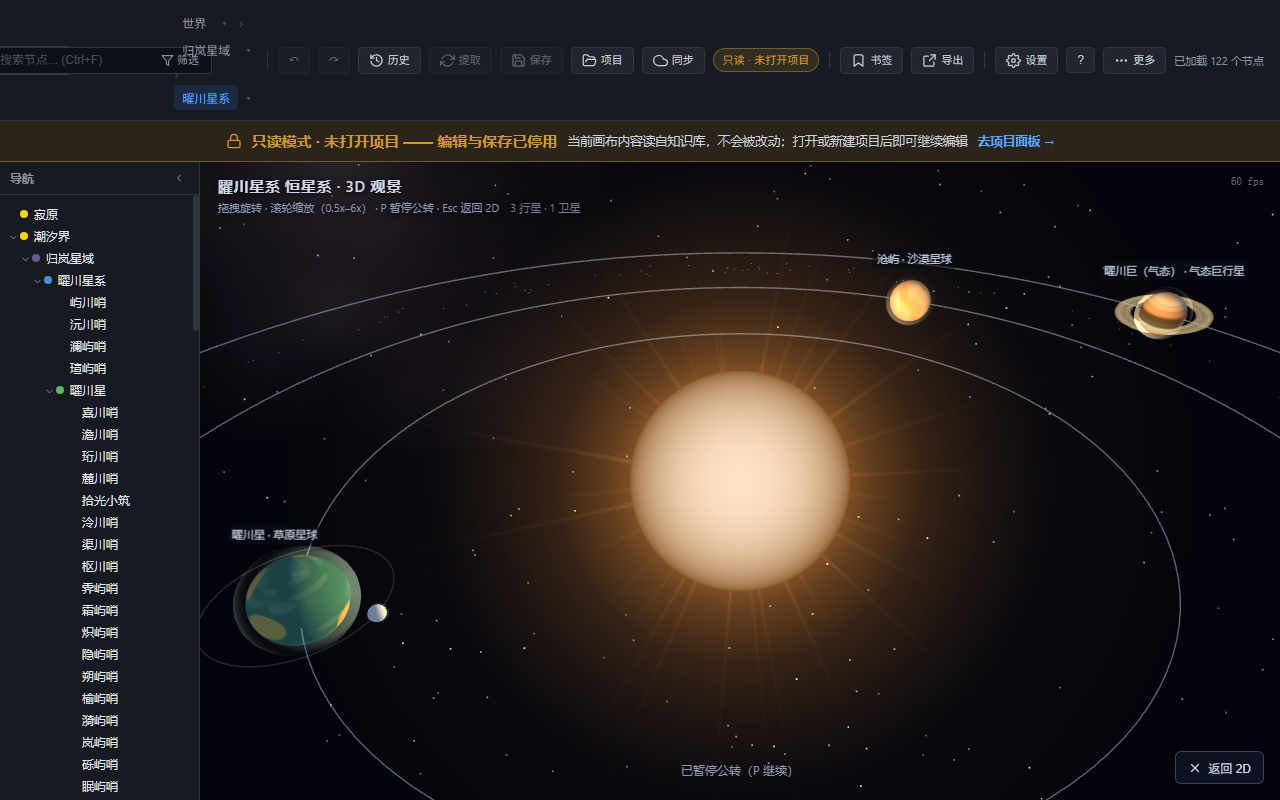 世界
归岚星域
曜川星系
搜索节点... (Ctrl+F)
筛选
历史
提取
保存
项目
同步
只读 · 未打开项目
书签
导出
设置
?
更多
已加载 122 个节点
只读模式 · 未打开项目 —— 编辑与保存已停用 当前画布内容读自知识库，不会被改动；打开或新建项目后即可继续编辑 去项目面板 →
导航
寂原
潮汐界
归岚星域
曜川星系
屿川哨
沅川哨
澜屿哨
瑄屿哨
曜川星
熹川哨
澹川哨
珩川哨
麓川哨
拾光小筑
泠川哨
渠川哨
枢川哨
霁屿哨
霜屿哨
炽屿哨
隐屿哨
朔屿哨
榆屿哨
漪屿哨
岚屿哨
砾屿哨
眠屿哨
曜川星系 恒星系 · 3D 观景
拖拽旋转 · 滚轮缩放（0.5x–6x） · P 暂停公转 · Esc 返回 2D 3 行星 · 1 卫星
60 fps
沧屿 · 沙漠星球
曜川巨（气态） · 气态巨行星
曜川星 · 草原星球
已暂停公转（P 继续）
返回 2D